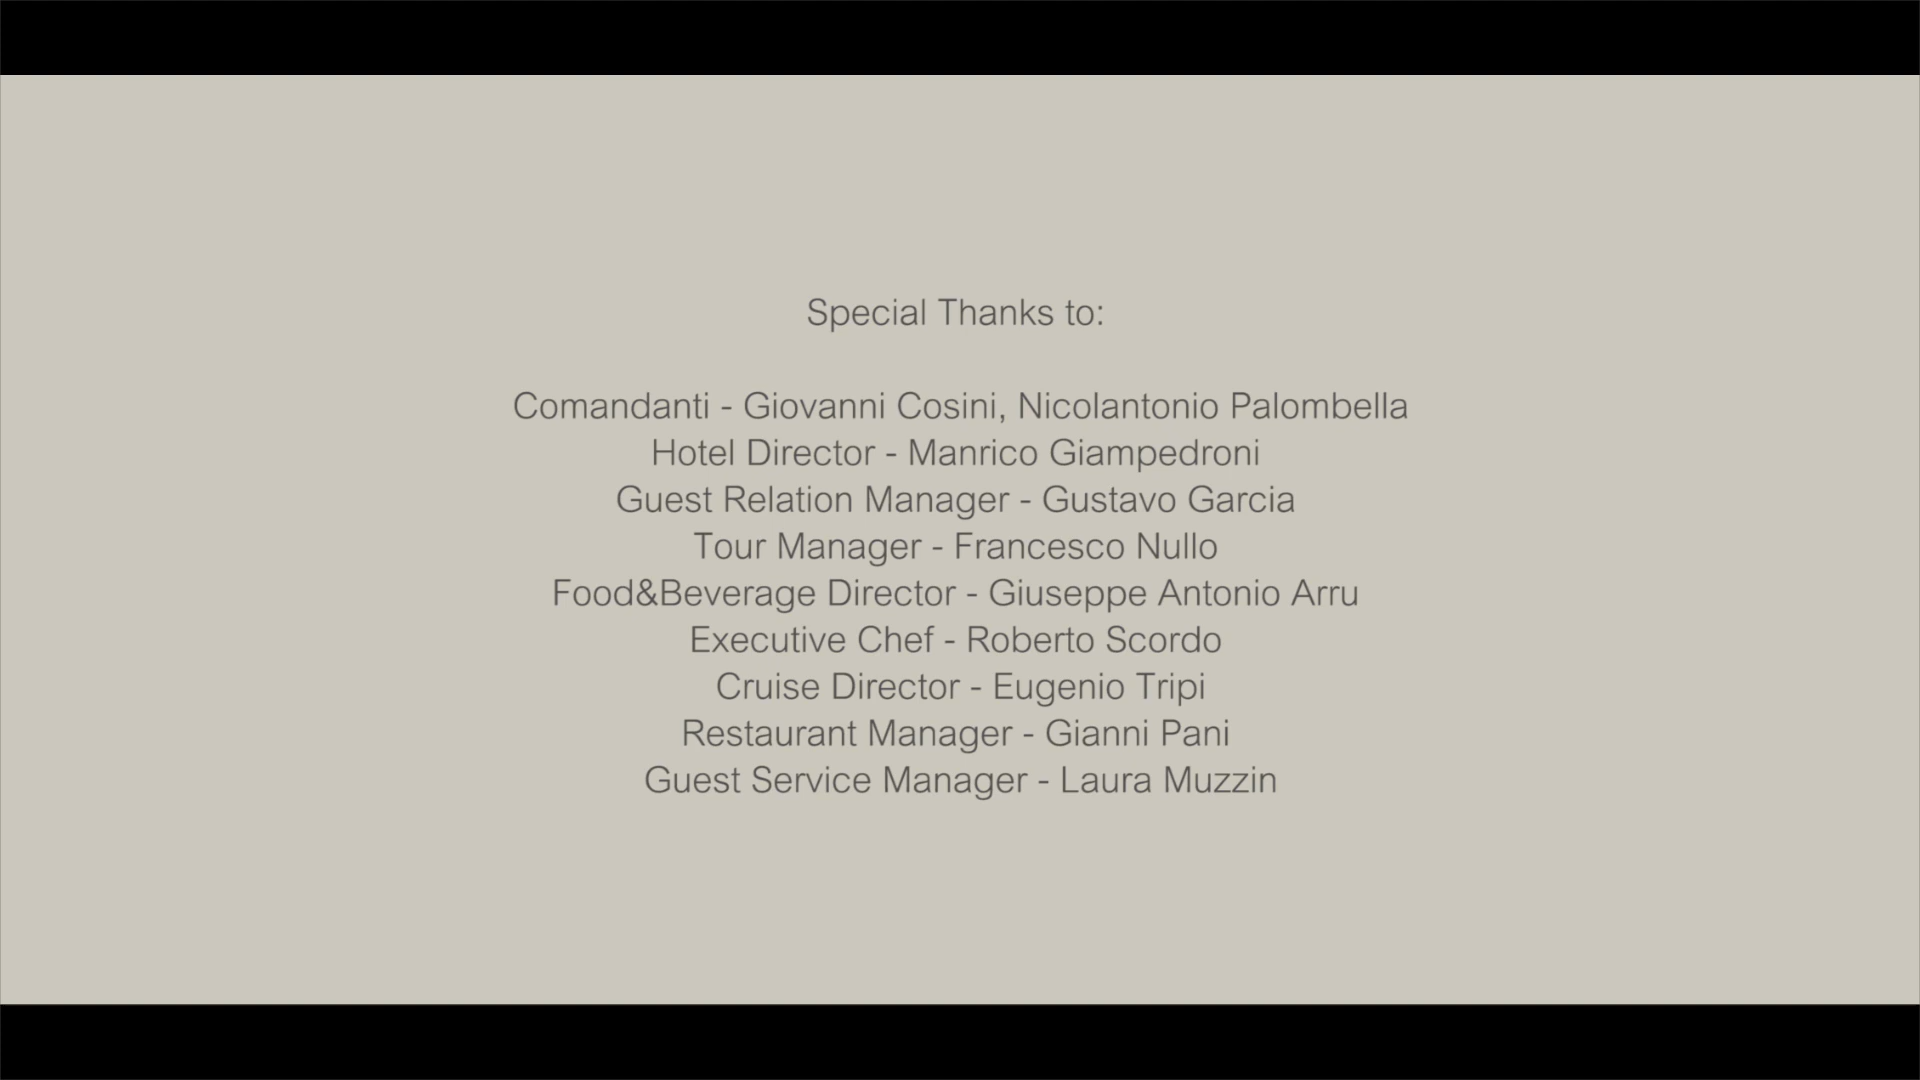 Special Thanks to:
Comandanti - Giovanni Cosini, Nicolantonio Palombella
Hotel Director - Manrico Giampedroni
Guest Relation Manager - Gustavo Garcia
Tour Manager - Francesco Nullo
Food&Beverage Director - Giuseppe Antonio Arru
Executive Chef - Roberto Scordo
Cruise Director - Eugenio Tripi
Restaurant Manager - Gianni Pani
Guest Service Manager - Laura Muzzin